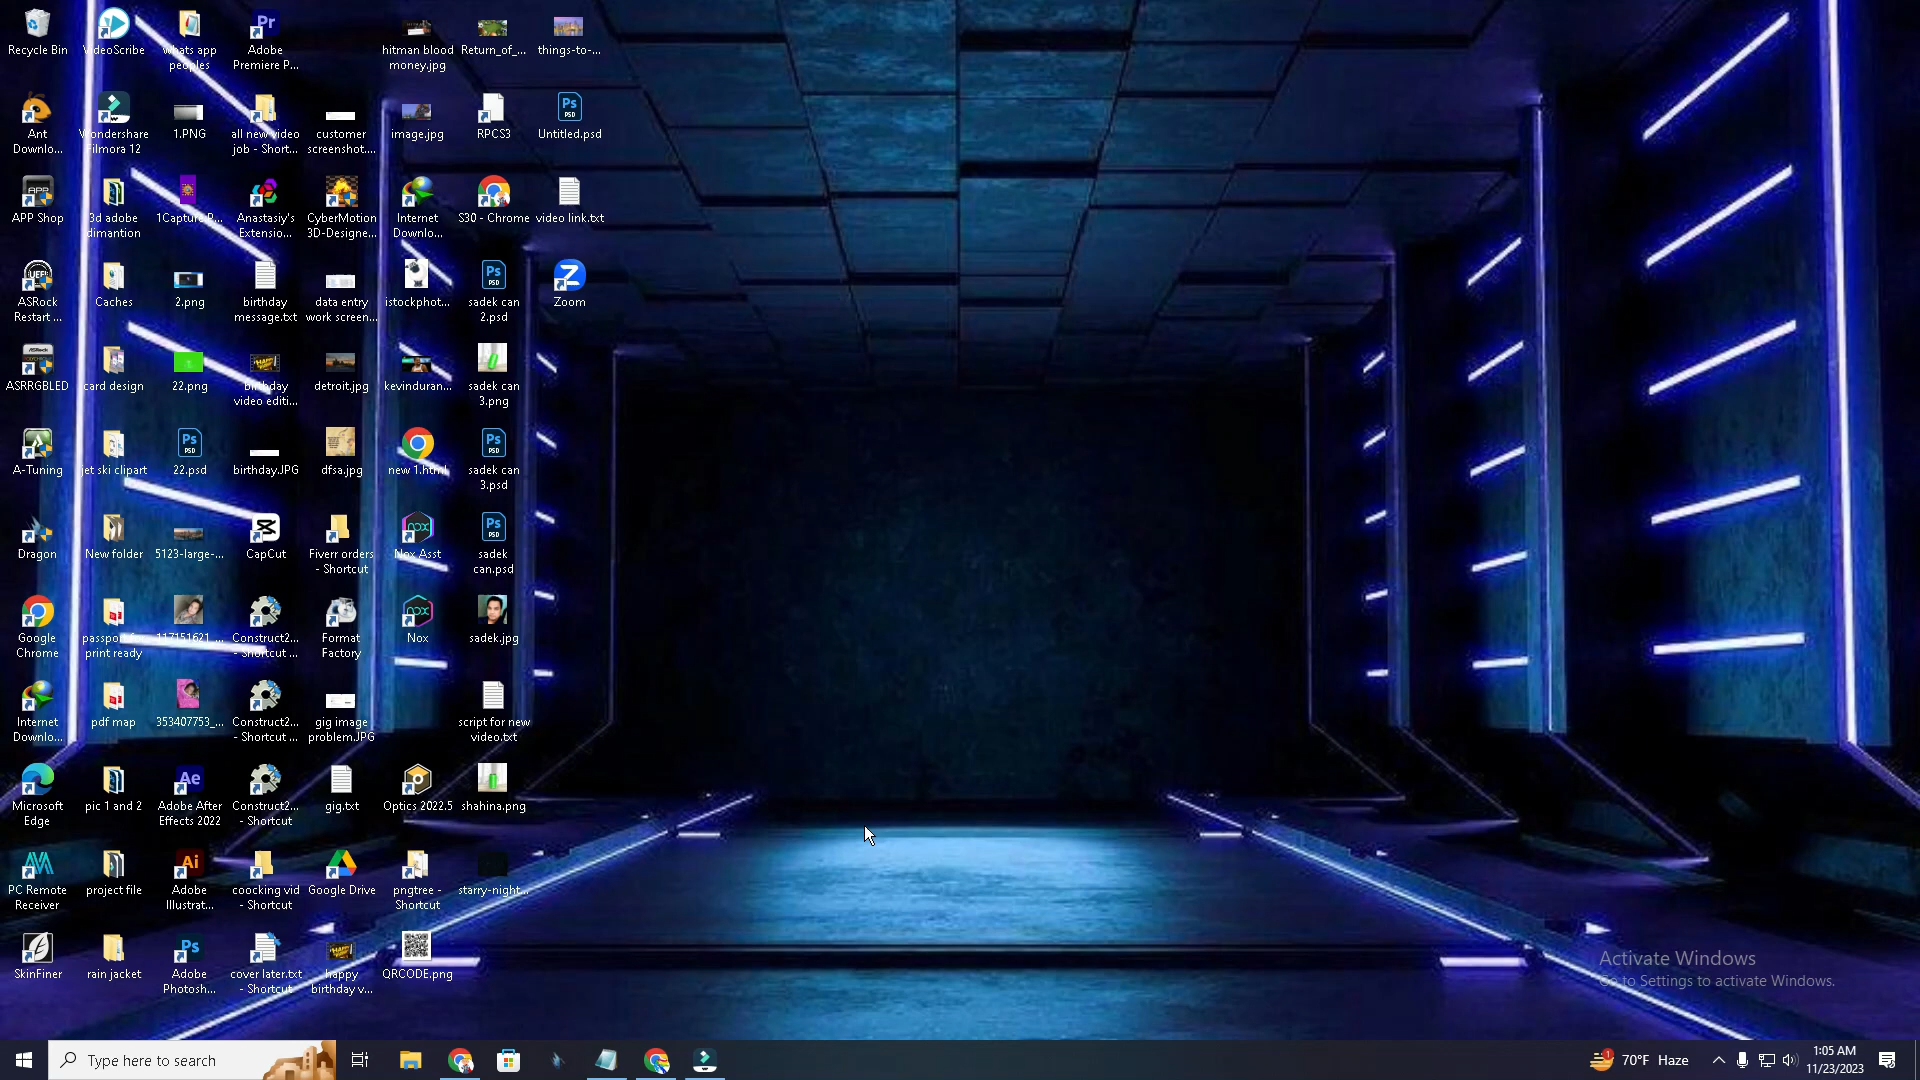 Recycle Bin
VideoScribe
whats app
peoples
Adobe
Premiere P...
hitman blood
money.jpg
Return_of_...
things-to-...
Ant
Downlo...
Wondershare
Filmora 12
1.PNG
all new video
job - Short...
customer
screenshot....
image.jpg
RPCS3
Untitled.psd
APP Shop
3d adobe
dimantion
1Capture.P...
Anastasiy's
Extensio...
CyberMotion
3D-Designe...
Internet
Downlo...
S30 - Chrome
video link.txt
ASRock
Restart ...
Caches
2.png
birthday
message.txt
data entry
work screen...
istockphot...
sadek can
2.psd
Zoom
ASRRGBLED
card design
22.png
birthday
video editi...
detroit.jpg
kevinduran...
sadek can
3.png
A-Tuning
jet ski clipart
22.psd
birthday.JPG
dfsa.jpg
new 1.html
sadek can
3.psd
Dragon
New folder
5123-large-...
CapCut
Fiverr orders
- Shortcut
Nox Asst
sadek
can.psd
Google
Chrome
print ready
117151621_...
Construct2...
- Shortcut ...
Format
Factory
Nox
sadek.jpg
Internet
Downlo...
pdf map
353407753_...
Construct2...
- Shortcut ...
gig image
problem.JPG
script for new
video.txt
Microsoft
Edge
pic 1 and 2
Adobe After
Effects 2022
Construct2...
- Shortcut
gig.txt
Optics 2022.5
shahina.png
PC Remote
Receiver
project file
Adobe
Illustrat...
coocking vid
- Shortcut
Google Drive
pngtree -
Shortcut
starry-night...
SkinFiner
rain jacket
Adobe
Photosh...
cover later.txt
- Shortcut
happy
birthday v...
QRCODE.png
Activate Windows
Go to Settings to activate Windows.
Type here to search
70°F Haze
1:05 AM
11/23/2023